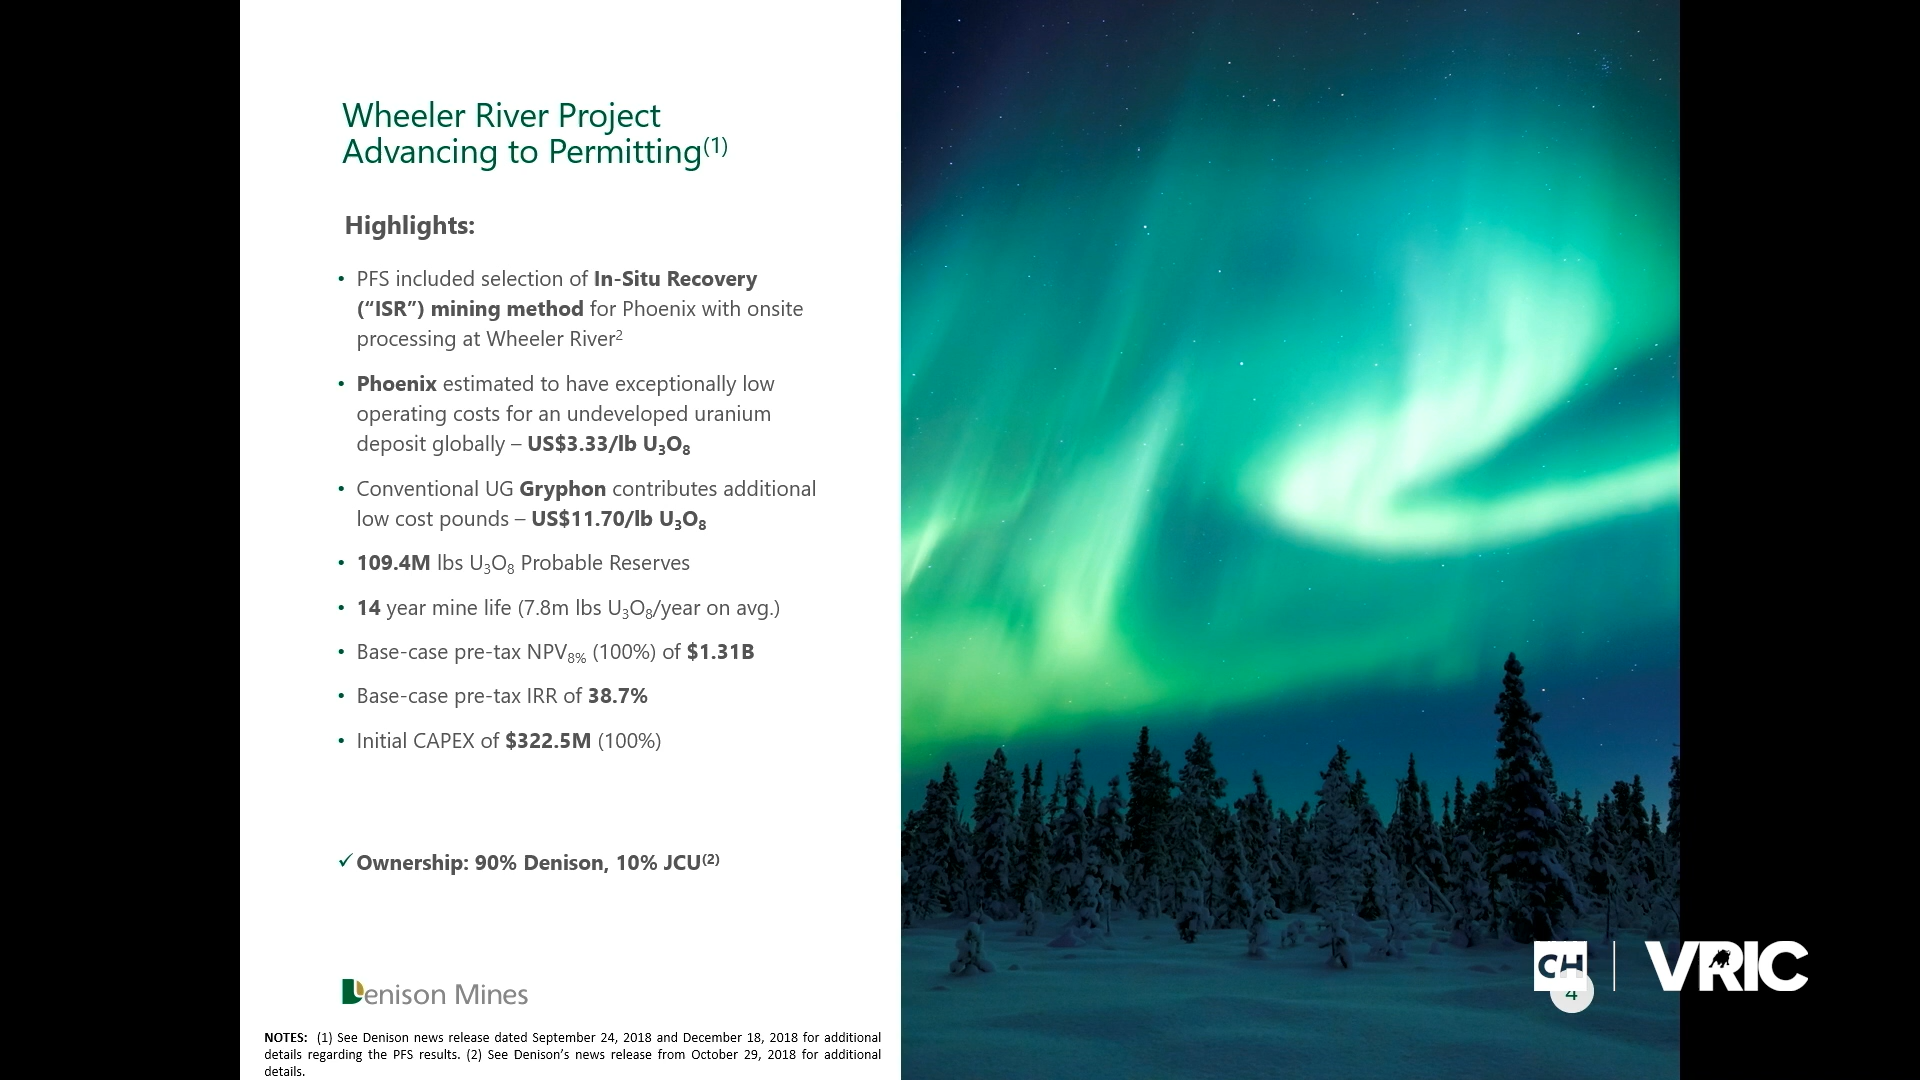 Wheeler River Project
Advancing to Permitting(1)
Highlights:
• PFS included selection of In-Situ Recovery
(“ISR”) mining method for Phoenix with onsite
processing at Wheeler River2
• Phoenix estimated to have exceptionally low
operating costs for an undeveloped uranium
deposit globally – US$3.33/lb U3O8
• Conventional UG Gryphon contributes additional
low cost pounds – US$11.70/lb U3O8
• 109.4M lbs U3O8 Probable Reserves
• 14 year mine life (7.8m lbs U3O8/year on avg.)
• Base-case pre-tax NPV8% (100%) of $1.31B
• Base-case pre-tax IRR of 38.7%
• Initial CAPEX of $322.5M (100%)
✓ Ownership: 90% Denison, 10% JCU(2)
Denison Mines
NOTES: (1) See Denison news release dated September 24, 2018 and December 18, 2018 for additional
details regarding the PFS results. (2) See Denison’s news release from October 29, 2018 for additional
details.
CH | VRIC
4